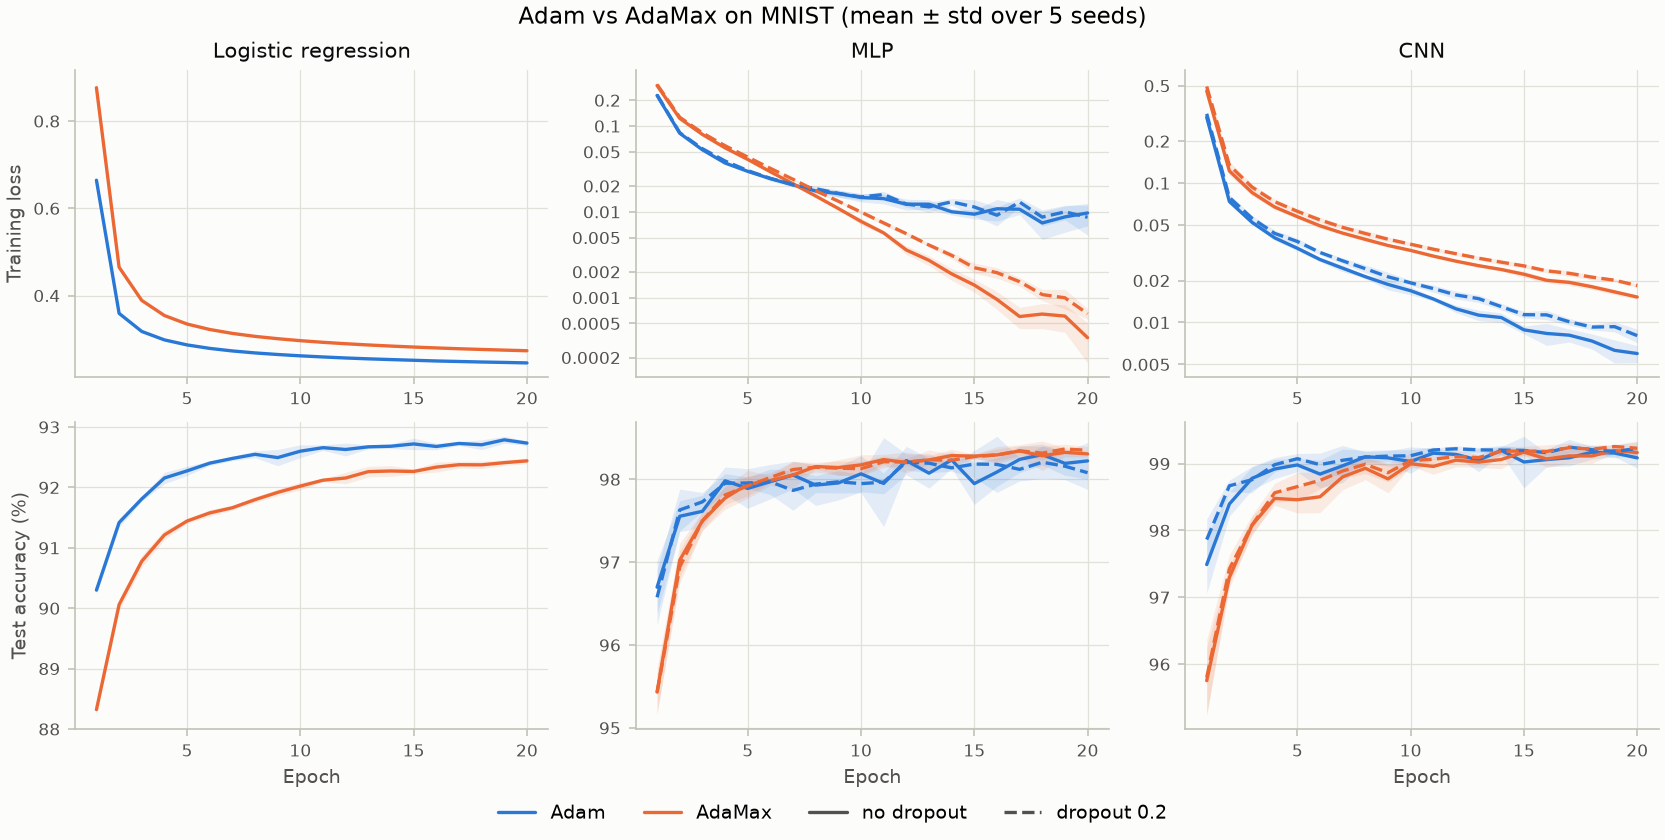 Adam vs AdaMax on MNIST (mean ± std over 5 seeds)
Logistic regression
MLP
CNN
Training loss
0.8
0.6
0.4
5 10 15 20
0.2
0.1
0.05
0.02
0.01
0.005
0.002
0.001
0.0005
0.0002
5 10 15 20
0.5
0.2
0.1
0.05
0.02
0.01
0.005
5 10 15 20
Test accuracy (%)
93
92
91
90
89
88
5 10 15 20
Epoch
98
97
96
95
5 10 15 20
Epoch
99
98
97
96
5 10 15 20
Epoch
Adam AdaMax no dropout dropout 0.2